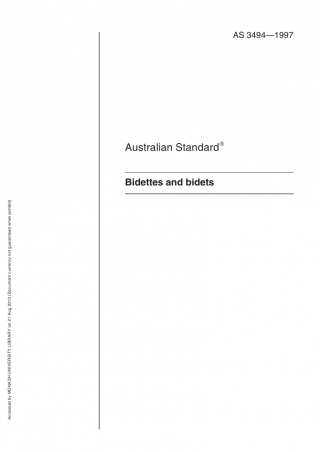 AS 3494—1997
Australian Standard®
Bidettes and bidets
Accessed by MONASH UNIVERSITY LIBRARY on 21 Aug 2013 (Document currency not guaranteed when printed)